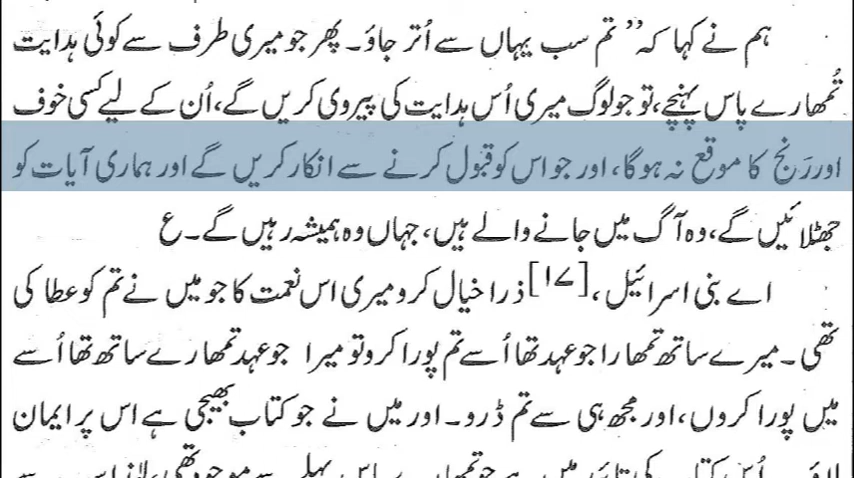 ہم نے کہا کہ ’’ تم سب یہاں سے اُتر جاؤ۔ پھر جو میری طرف سے کوئی ہدایت
تُمھارے پاس پہنچے، تو جو لوگ میری اُس ہدایت کی پیروی کریں گے، اُن کے لیے کسی خوف
اور رَنج کا موقع نہ ہوگا، اور جو اس کو قبول کرنے سے انکار کریں گے اور ہماری آیات کو
جھٹلائیں گے، وہ آگ میں جانے والے ہیں، جہاں وہ ہمیشہ رہیں گے۔ ع
اے بنی اسرائیل، [۱۷] ذرا خیال کرو میری اس نعمت کا جو میں نے تم کو عطا کی
تھی۔ میرے ساتھ تمھارا جو عہد تھا اُسے تم پورا کرو تو میرا جو عہد تمھارے ساتھ تھا اُسے
میں پورا کروں، اور مجھ ہی سے تم ڈرو۔ اور میں نے جو کتاب بھیجی ہے اس پر ایمان